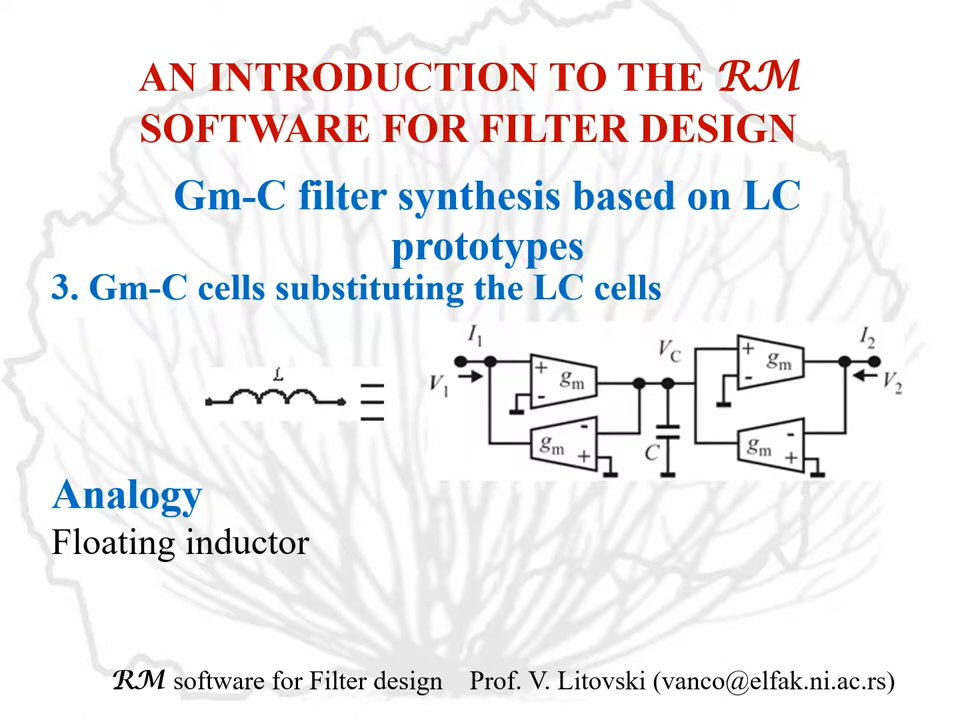 AN INTRODUCTION TO THE ℛℳ
SOFTWARE FOR FILTER DESIGN
Gm-C filter synthesis based on LC
prototypes
3. Gm-C cells substituting the LC cells
L
I1
V1
+
gm
-
-
gm
+
VC
C
+
gm
-
-
gm
+
I2
V2
Analogy
Floating inductor
ℛℳ software for Filter design Prof. V. Litovski (vanco@elfak.ni.ac.rs)